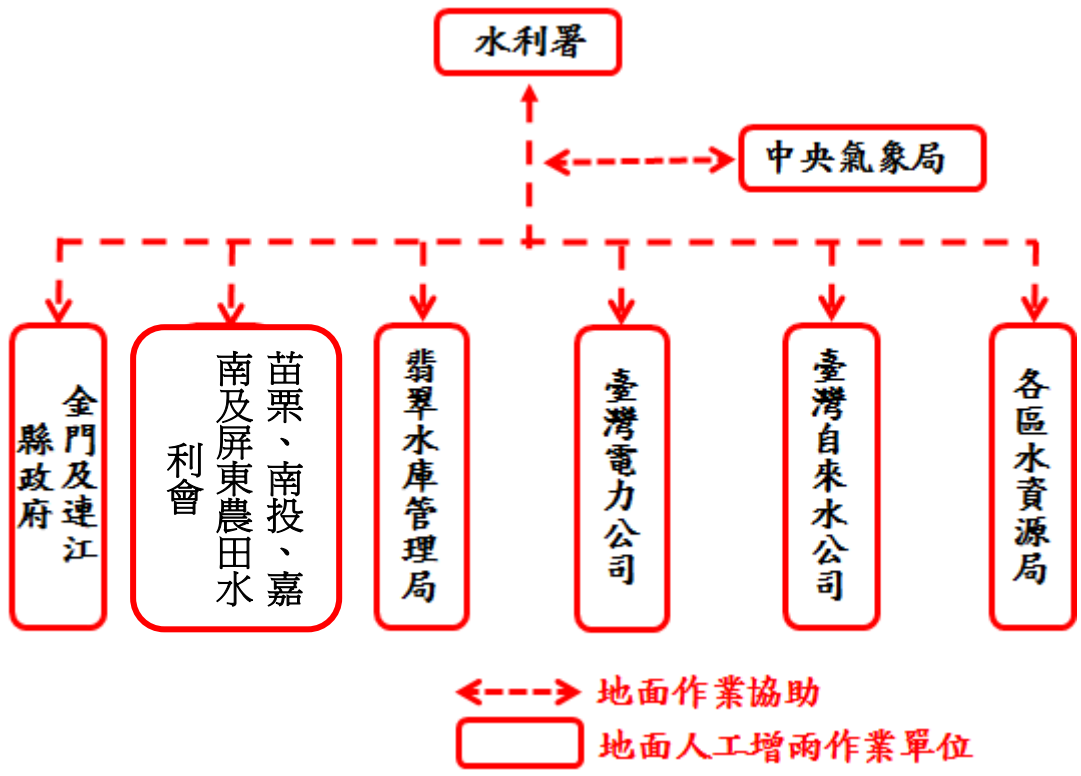 水利署
中央氣象局
金門及連江
縣政府
苗栗、南投、嘉
南及屏東農田水
利會
翡翠水庫管理局
臺灣電力公司
臺灣自來水公司
各區水資源局
地面作業協助
地面人工增雨作業單位